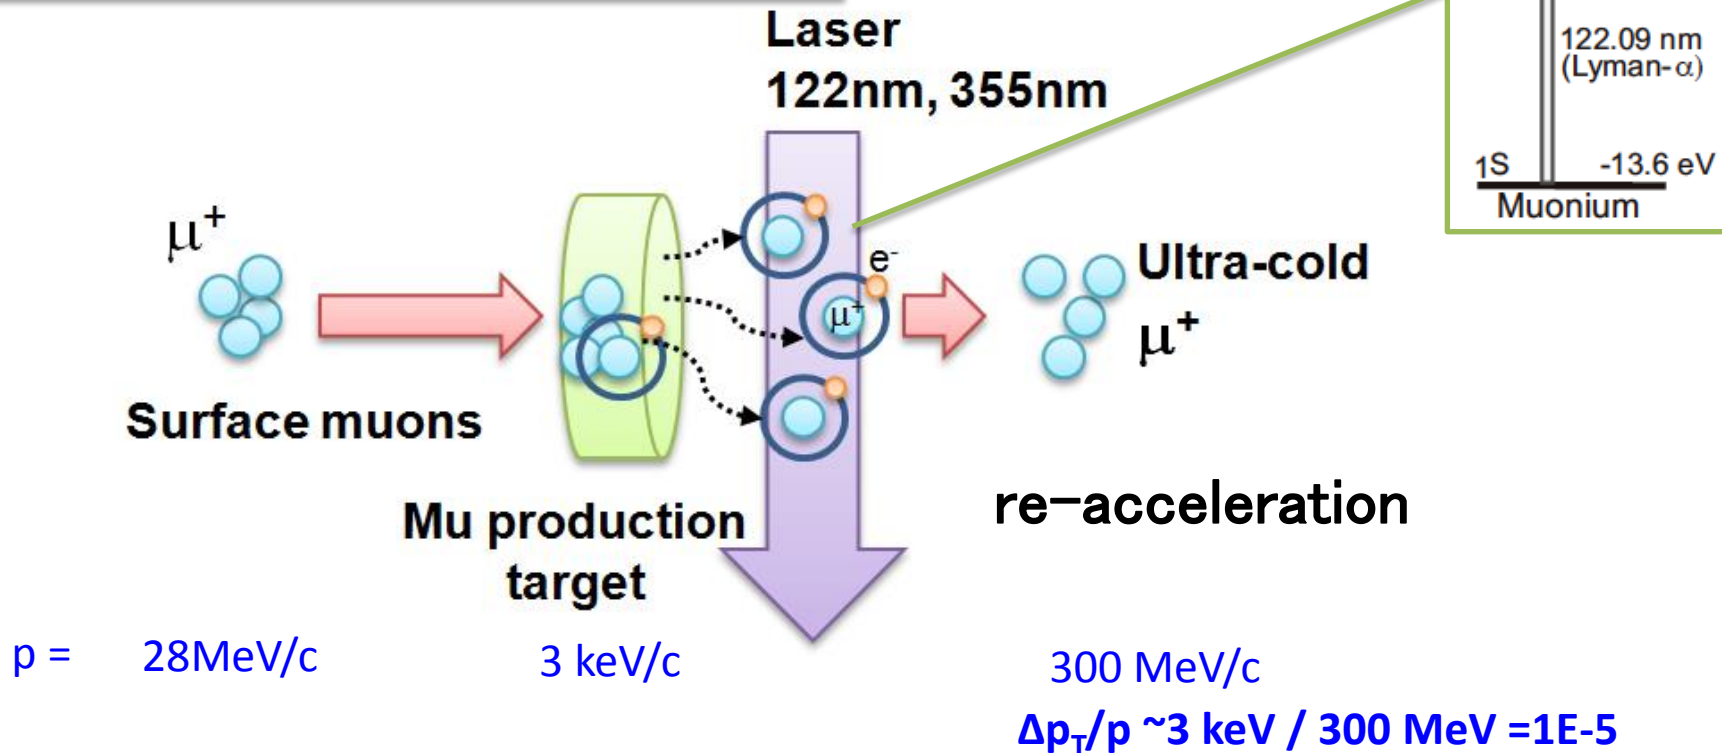 Laser
122nm, 355nm
122.09 nm
(Lyman-α)
1S
-13.6 eV
Muonium
μ⁺
e⁻
μ⁺
Ultra-cold
μ⁺
Surface muons
Mu production
target
re-acceleration
p =
28MeV/c
3 keV/c
300 MeV/c
Δp_T/p ~3 keV / 300 MeV =1E-5